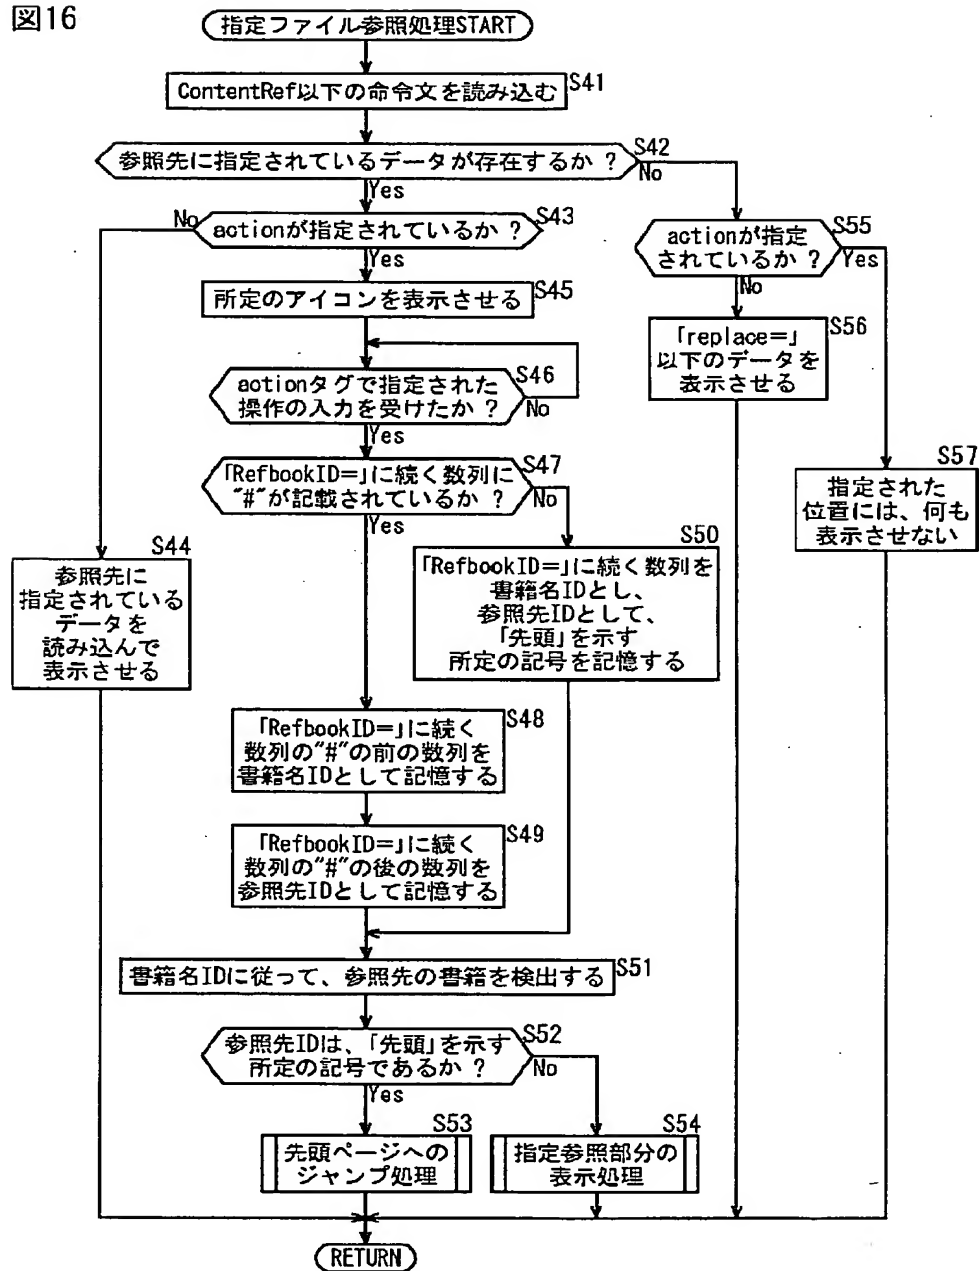 図16
指定ファイル参照処理START
ContentRef以下の命令文を読み込む
S41
参照先に指定されているデータが存在するか ?
S42
No
Yes
actionが指定されているか ?
S43
No
Yes
actionが指定
されているか ?
S55
Yes
No
所定のアイコンを表示させる
S45
「replace=」
以下のデータを
表示させる
S56
actionタグで指定された
操作の入力を受けたか ?
S46
No
Yes
「RefbookID=」に続く数列に
"#"が記載されているか ?
S47
No
Yes
指定された
位置には、何も
表示させない
S57
S44
参照先に
指定されている
データを
読み込んで
表示させる
S50
「RefbookID=」に続く数列を
書籍名IDとし、
参照先IDとして、
「先頭」を示す
所定の記号を記憶する
「RefbookID=」に続く
数列の"#"の前の数列を
書籍名IDとして記憶する
S48
「RefbookID=」に続く
数列の"#"の後の数列を
参照先IDとして記憶する
S49
書籍名IDに従って、参照先の書籍を検出する
S51
参照先IDは、「先頭」を示す
所定の記号であるか ?
S52
No
Yes
S53
先頭ページへの
ジャンプ処理
S54
指定参照部分の
表示処理
RETURN